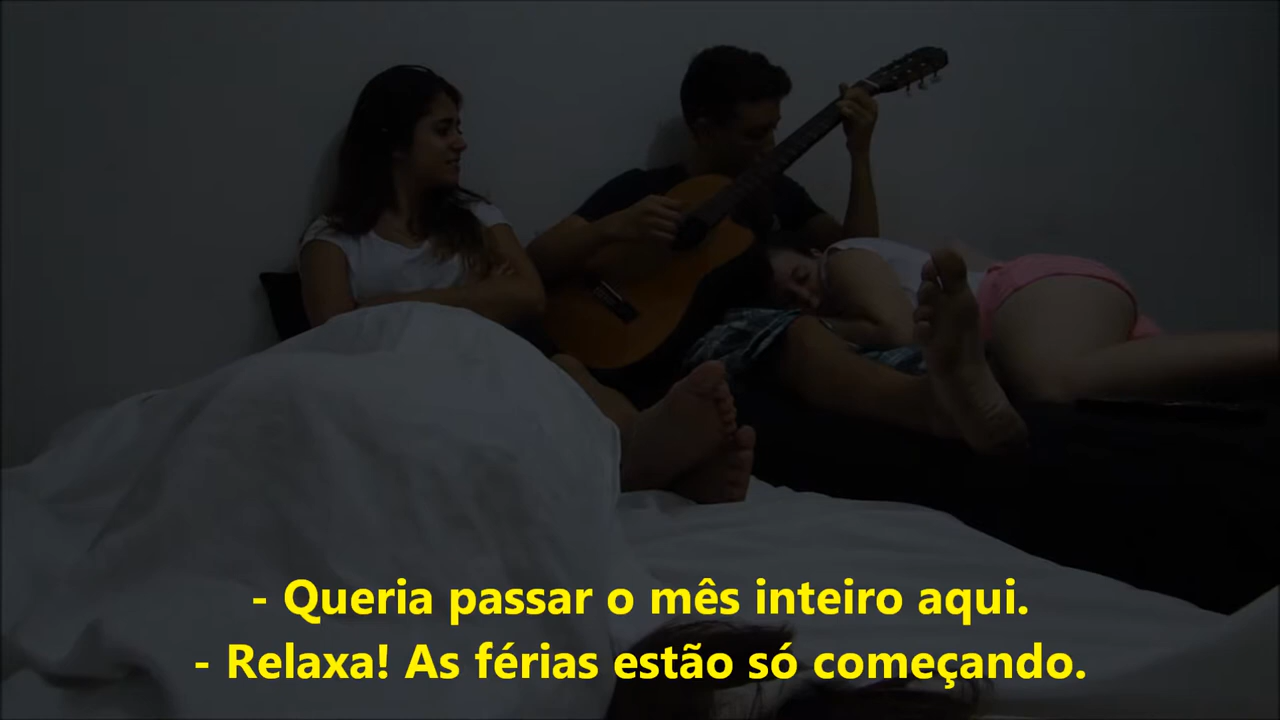 - Queria passar o mês inteiro aqui.
- Relaxa! As férias estão só começando.